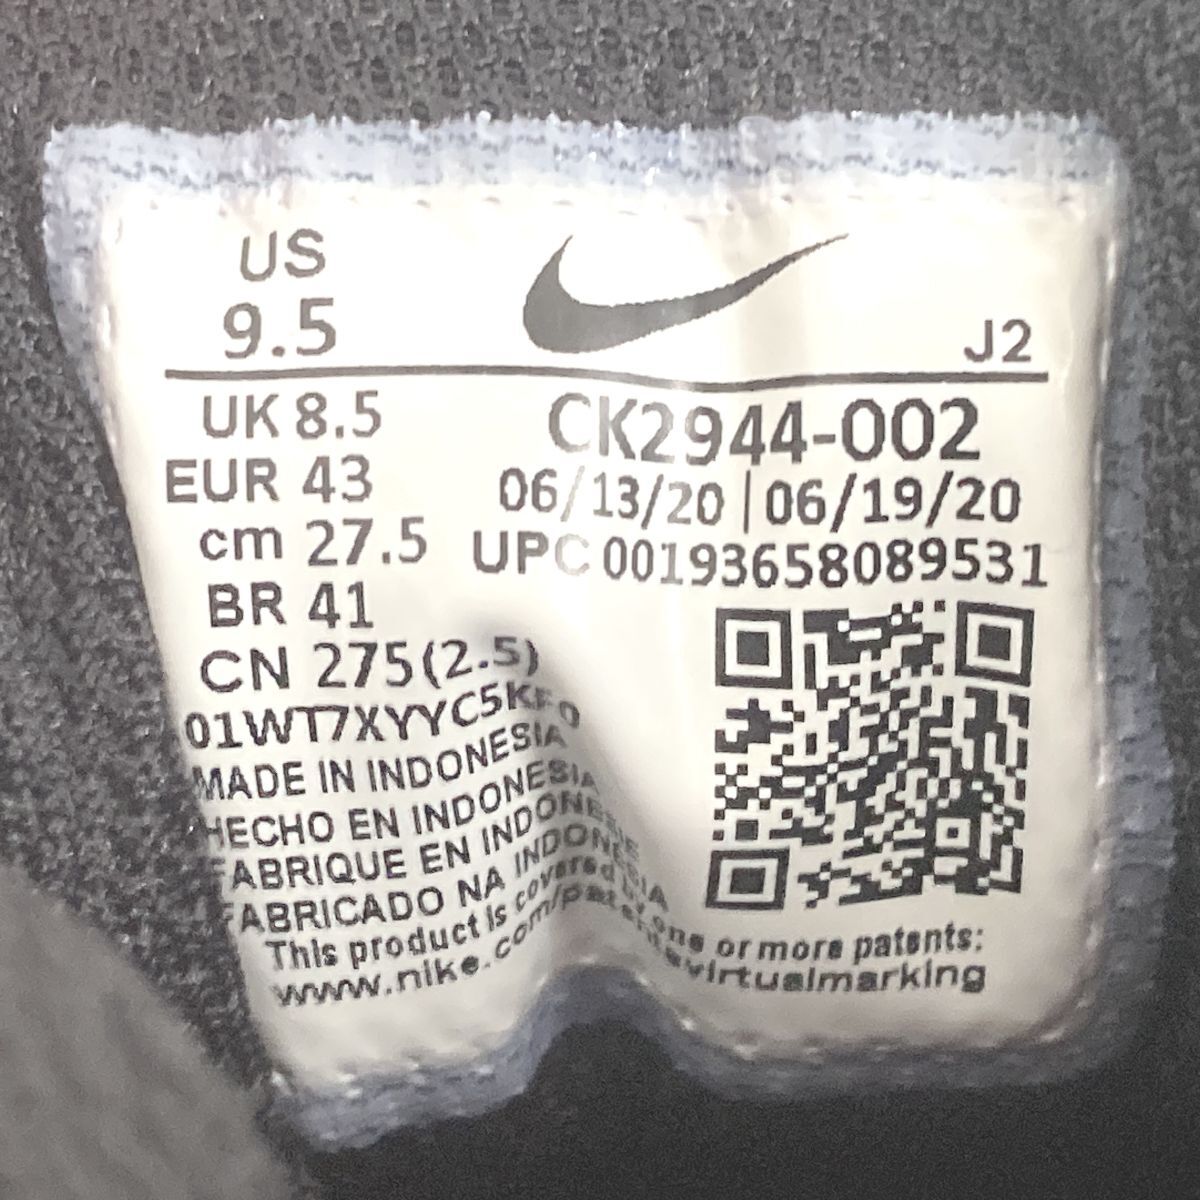 US
9.5
J2
UK 8.5
EUR 43
cm 27.5
BR 41
CN 275(2.5)
CK2944-002
06/13/20 | 06/19/20
UPC 00193658089531
MADE IN INDONESIA
HECHO EN INDONESIA
FABRIQUE EN INDONESIE
FABRICADO NA INDONESIA
This product is covered by one or more patents:
www.nike.com/patents.virtualmarking